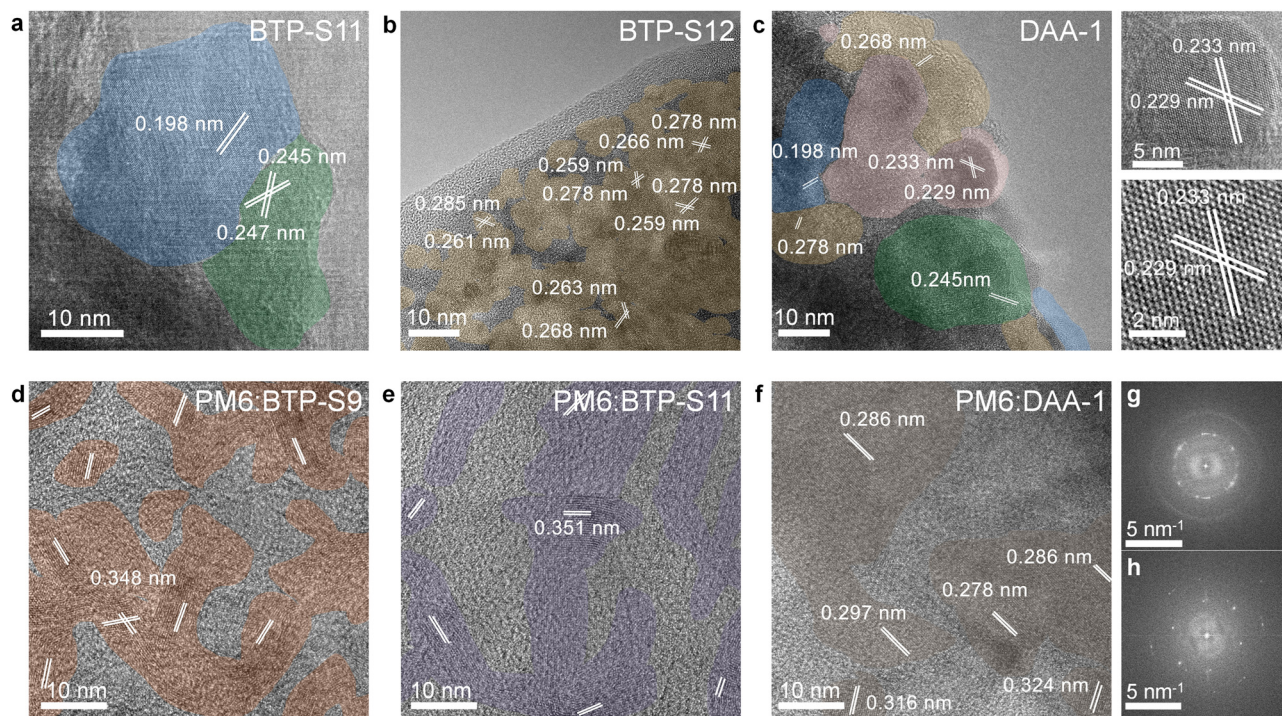 a
BTP-S11
0.198 nm
0.245 nm
0.247 nm
10 nm
b
BTP-S12
0.278 nm
0.266 nm
0.259 nm
0.278 nm
0.278 nm
0.285 nm
0.259 nm
0.261 nm
0.263 nm
0.268 nm
10 nm
c
DAA-1
0.268 nm
0.198 nm
0.233 nm
0.229 nm
0.278 nm
0.245nm
10 nm
0.233 nm
0.229 nm
5 nm
0.233 nm
0.229 nm
2 nm
d
PM6:BTP-S9
0.348 nm
10 nm
e
PM6:BTP-S11
0.351 nm
10 nm
f
PM6:DAA-1
0.286 nm
0.286 nm
0.278 nm
0.297 nm
0.324 nm
0.316 nm
10 nm
g
5 nm-1
h
5 nm-1